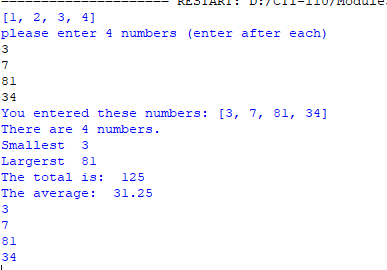 RESTART: D:/CTI-110/Module
[1, 2, 3, 4]
please enter 4 numbers (enter after each)
3
7
81
34
You entered these numbers: [3, 7, 81, 34]
There are 4 numbers.
Smallest  3
Largerst  81
The total is:  125
The average:  31.25
3
7
81
34